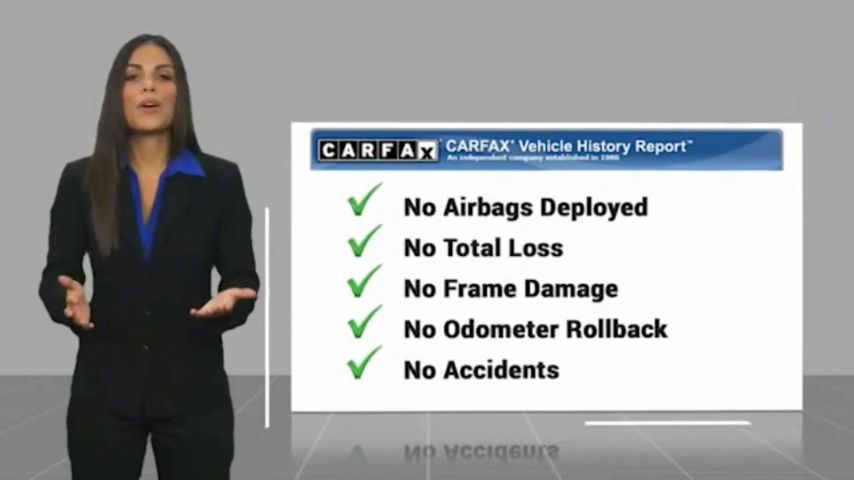 CARFAX CARFAX® Vehicle History Report™
An independent company established in 1986
No Airbags Deployed
No Total Loss
No Frame Damage
No Odometer Rollback
No Accidents
No Accidents